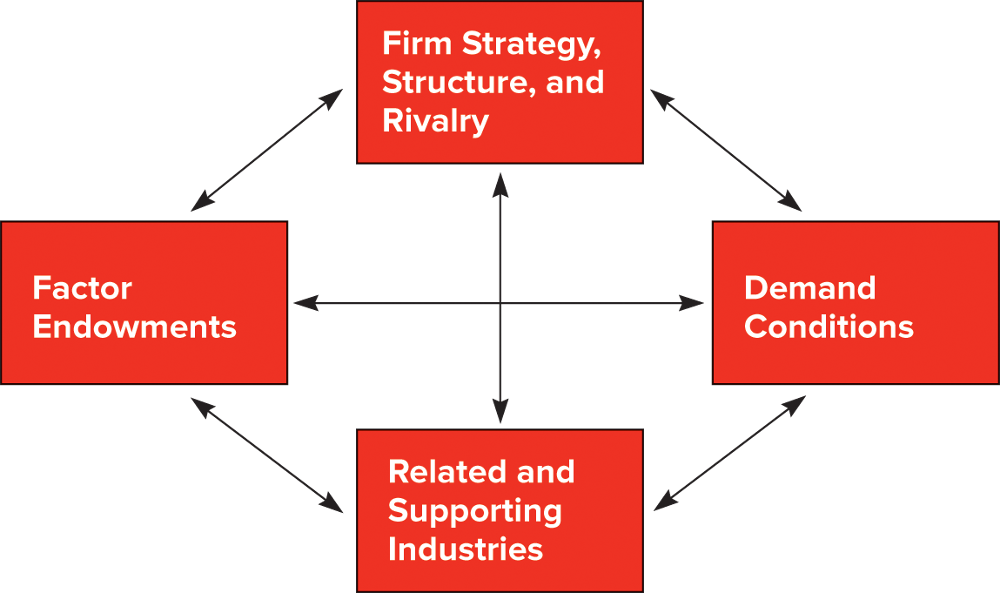 Firm Strategy,
Structure, and
Rivalry
Factor
Endowments
Demand
Conditions
Related and
Supporting
Industries